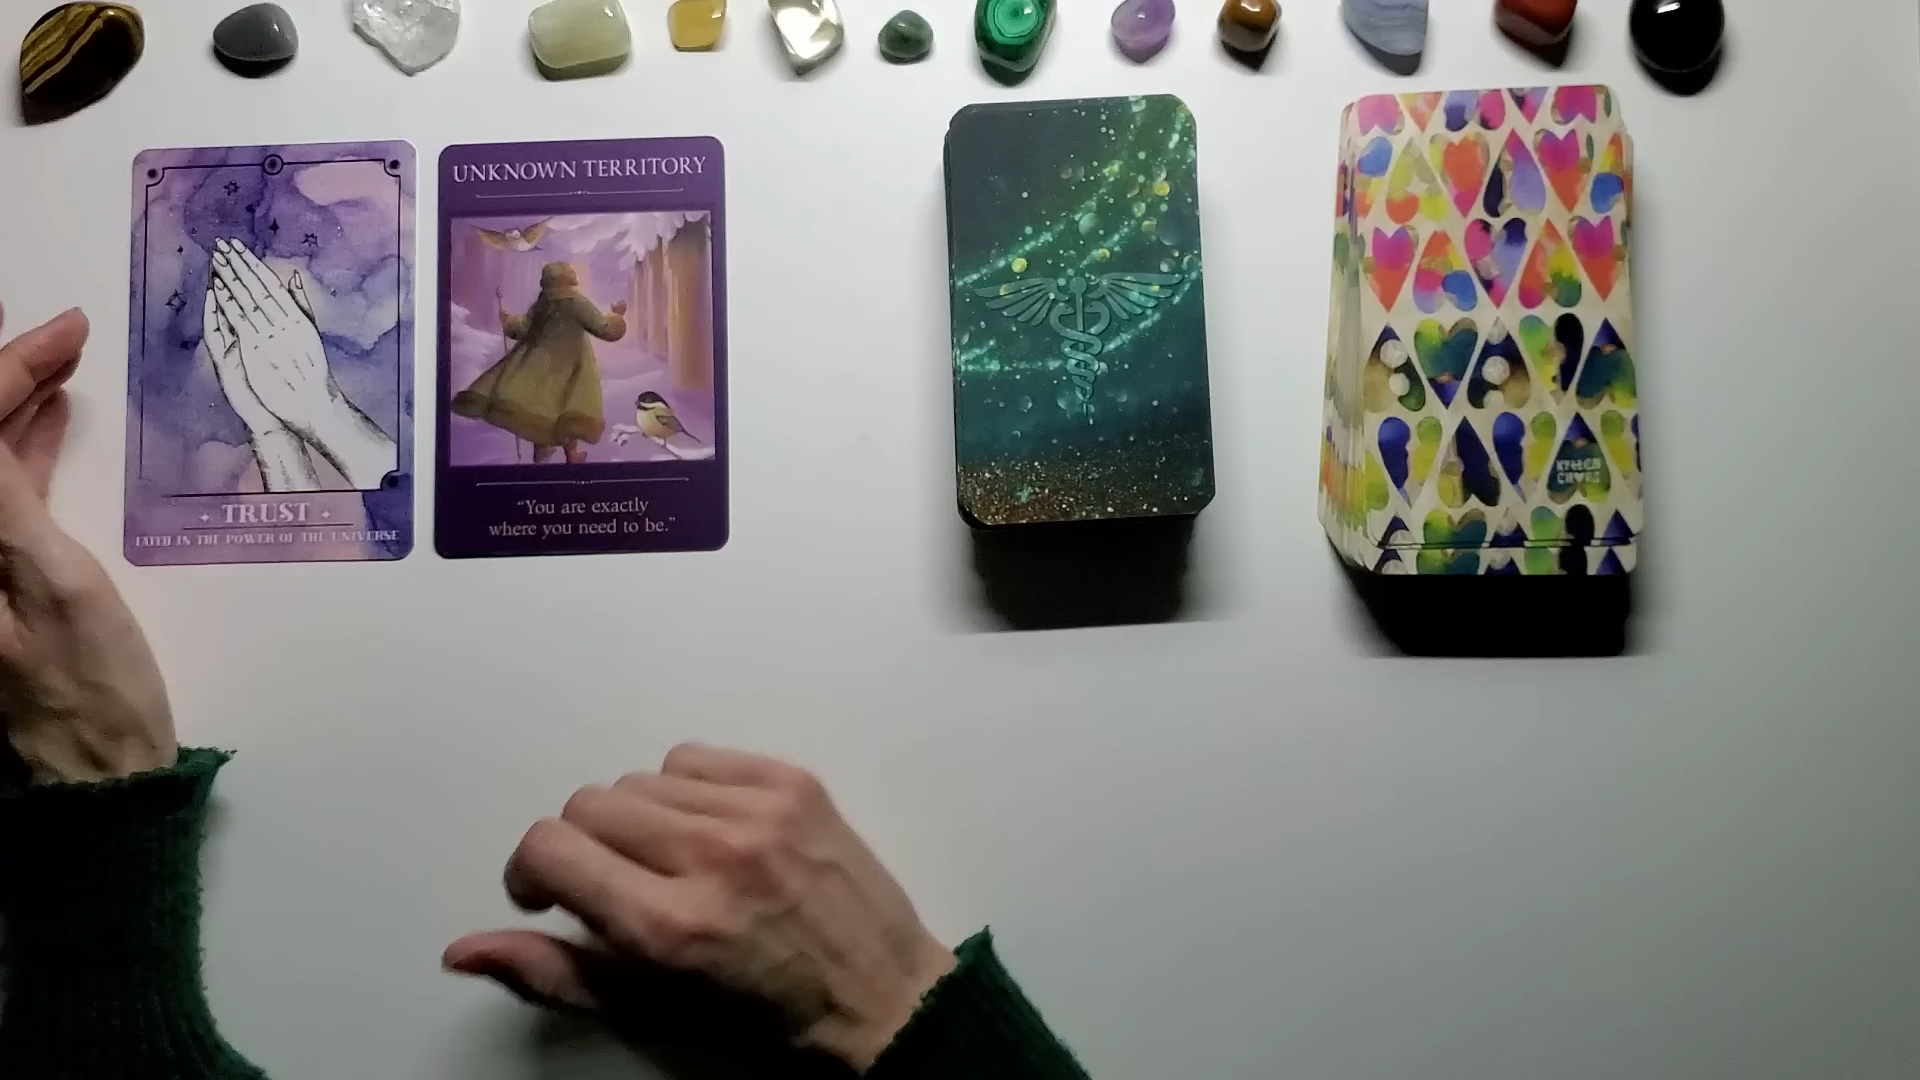 UNKNOWN TERRITORY
"You are exactly
where you need to be."
TRUST
FAITH IN THE POWER OF THE UNIVERSE